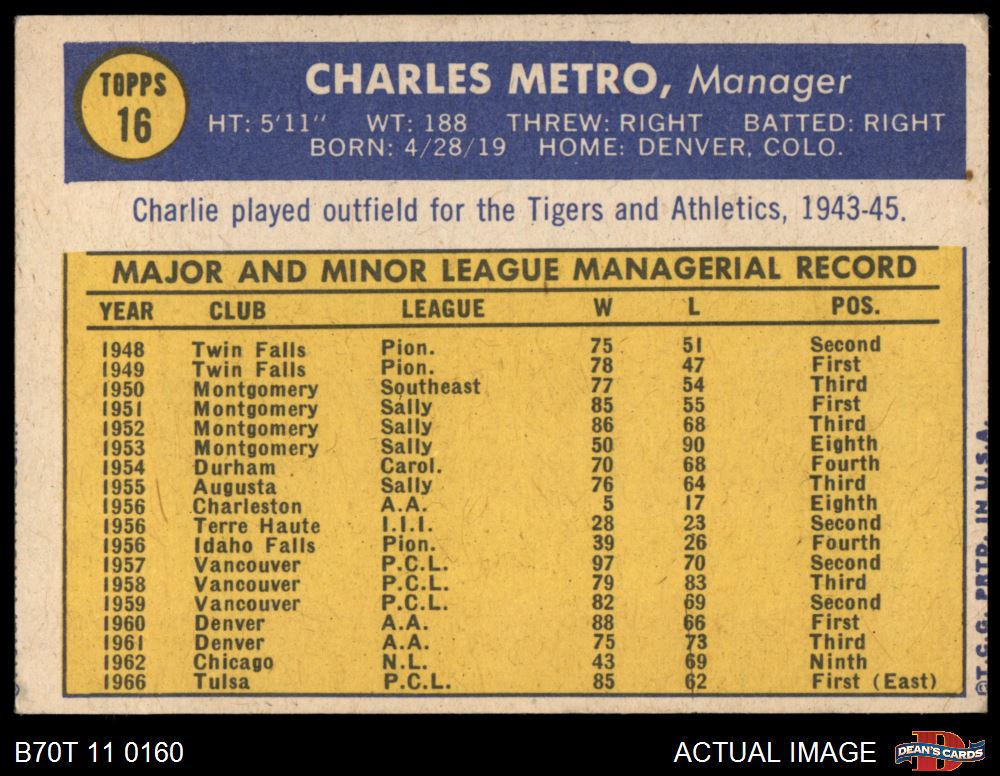 TOPPS
16
CHARLES METRO, Manager
HT: 5'11" WT: 188 THREW: RIGHT BATTED: RIGHT
BORN: 4/28/19 HOME: DENVER, COLO.
Charlie played outfield for the Tigers and Athletics, 1943-45.
MAJOR AND MINOR LEAGUE MANAGERIAL RECORD
YEAR CLUB LEAGUE W L POS.
1948 Twin Falls Pion. 75 51 Second
1949 Twin Falls Pion. 78 47 First
1950 Montgomery Southeast 77 54 Third
1951 Montgomery Sally 85 55 First
1952 Montgomery Sally 86 68 Third
1953 Montgomery Sally 50 90 Eighth
1954 Durham Carol. 70 68 Fourth
1955 Augusta Sally 76 64 Third
1956 Charleston A.A. 5 17 Eighth
1956 Terre Haute I.I.I. 28 23 Second
1956 Idaho Falls Pion. 39 26 Fourth
1957 Vancouver P.C.L. 97 70 Second
1958 Vancouver P.C.L. 79 83 Third
1959 Vancouver P.C.L. 82 69 Second
1960 Denver A.A. 88 66 First
1961 Denver A.A. 75 73 Third
1962 Chicago N.L. 43 69 Ninth
1966 Tulsa P.C.L. 85 62 First (East)
©T.C.G. PRTD. IN U.S.A.
B70T 11 0160
ACTUAL IMAGE
DEAN'S CARDS